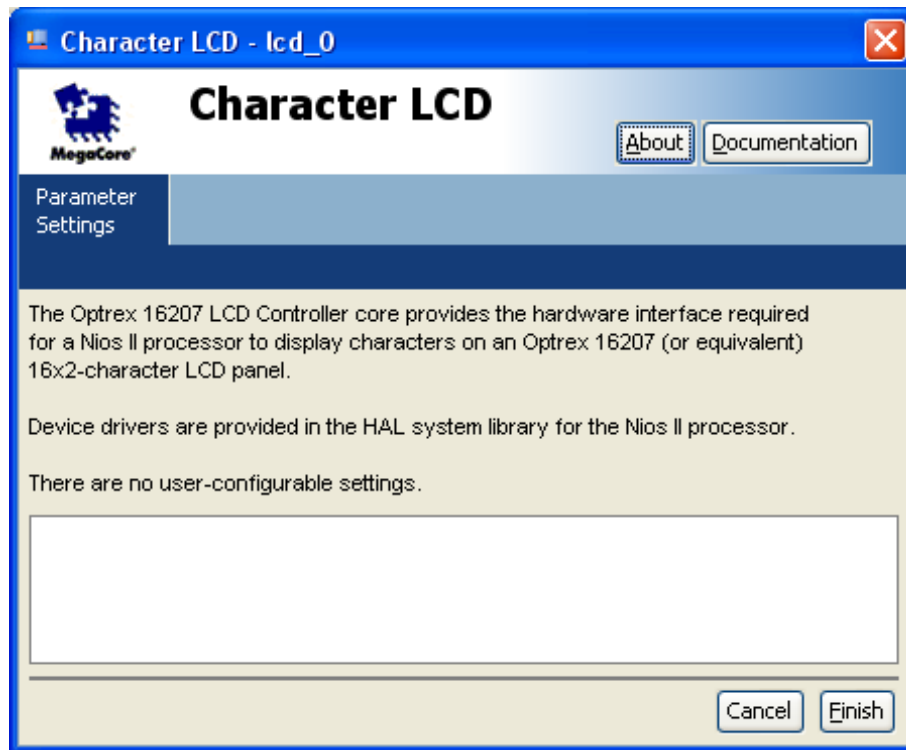 Character LCD - lcd_0
MegaCore®
Character LCD
About
Documentation
Parameter
Settings
The Optrex 16207 LCD Controller core provides the hardware interface required
for a Nios II processor to display characters on an Optrex 16207 (or equivalent)
16x2-character LCD panel.
Device drivers are provided in the HAL system library for the Nios II processor.
There are no user-configurable settings.
Cancel
Finish